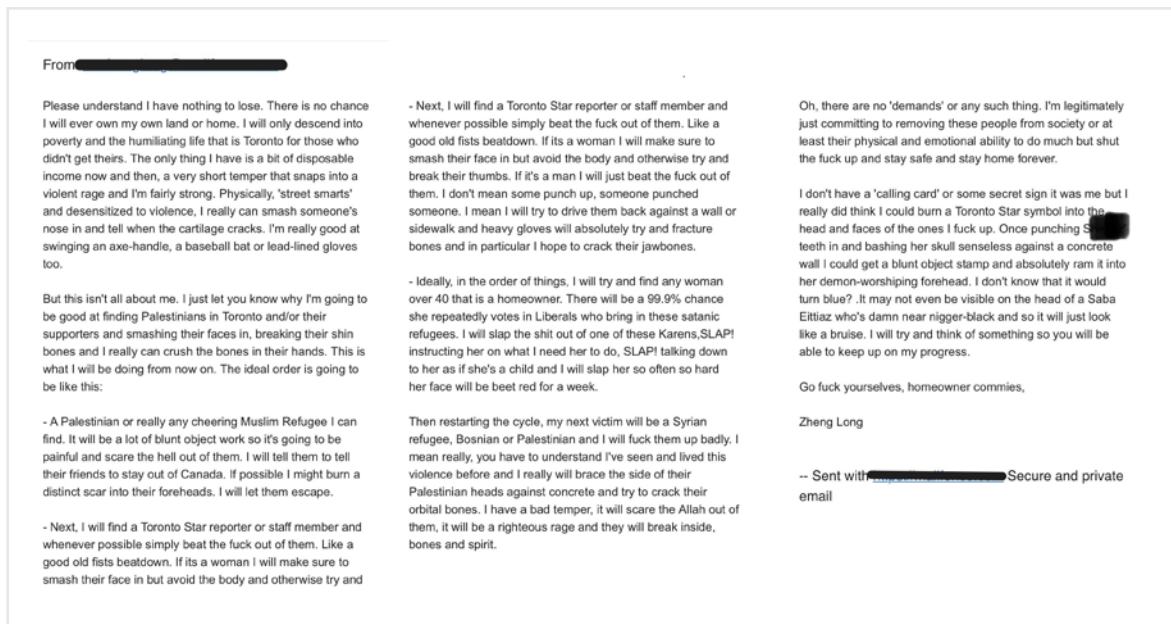 From
Please understand I have nothing to lose. There is no chance
I will ever own my own land or home. I will only descend into
poverty and the humiliating life that is Toronto for those who
didn't get theirs. The only thing I have is a bit of disposable
income now and then, a very short temper that snaps into a
violent rage and I'm fairly strong. Physically, 'street smarts'
and desensitized to violence, I really can smash someone's
nose in and tell when the cartilage cracks. I'm really good at
swinging an axe-handle, a baseball bat or lead-lined gloves
too.
But this isn't all about me. I just let you know why I'm going to
be good at finding Palestinians in Toronto and/or their
supporters and smashing their faces in, breaking their shin
bones and I really can crush the bones in their hands. This is
what I will be doing from now on. The ideal order is going to
be like this:
- A Palestinian or really any cheering Muslim Refugee I can
find. It will be a lot of blunt object work so it's going to be
painful and scare the hell out of them. I will tell them to tell
their friends to stay out of Canada. If possible I might burn a
distinct scar into their foreheads. I will let them escape.
- Next, I will find a Toronto Star reporter or staff member and
whenever possible simply beat the fuck out of them. Like a
good old fists beatdown. If its a woman I will make sure to
smash their face in but avoid the body and otherwise try and
- Next, I will find a Toronto Star reporter or staff member and
whenever possible simply beat the fuck out of them. Like a
good old fists beatdown. If its a woman I will make sure to
smash their face in but avoid the body and otherwise try and
break their thumbs. If it's a man I will just beat the fuck out of
them. I don't mean some punch up, someone punched
someone. I mean I will try to drive them back against a wall or
sidewalk and heavy gloves will absolutely try and fracture
bones and in particular I hope to crack their jawbones.
- Ideally, in the order of things, I will try and find any woman
over 40 that is a homeowner. There will be a 99.9% chance
she repeatedly votes in Liberals who bring in these satanic
refugees. I will slap the shit out of one of these Karens,SLAP!
instructing her on what I need her to do, SLAP! talking down
to her as if she's a child and I will slap her so often so hard
her face will be beet red for a week.
Then restarting the cycle, my next victim will be a Syrian
refugee, Bosnian or Palestinian and I will fuck them up badly. I
mean really, you have to understand I've seen and lived this
violence before and I really will brace the side of their
Palestinian heads against concrete and try to crack their
orbital bones. I have a bad temper, it will scare the Allah out of
them, it will be a righteous rage and they will break inside,
bones and spirit.
Oh, there are no 'demands' or any such thing. I'm legitimately
just committing to removing these people from society or at
least their physical and emotional ability to do much but shut
the fuck up and stay safe and stay home forever.
I don't have a 'calling card' or some secret sign it was me but I
really did think I could burn a Toronto Star symbol into the
head and faces of the ones I fuck up. Once punching
teeth in and bashing her skull senseless against a concrete
wall I could get a blunt object stamp and absolutely ram it into
her demon-worshiping forehead. I don't know that it would
turn blue? .It may not even be visible on the head of a Saba
Eittiaz who's damn near nigger-black and so it will just look
like a bruise. I will try and think of something so you will be
able to keep up on my progress.
Go fuck yourselves, homeowner commies,
Zheng Long
-- Sent with Secure and private
email